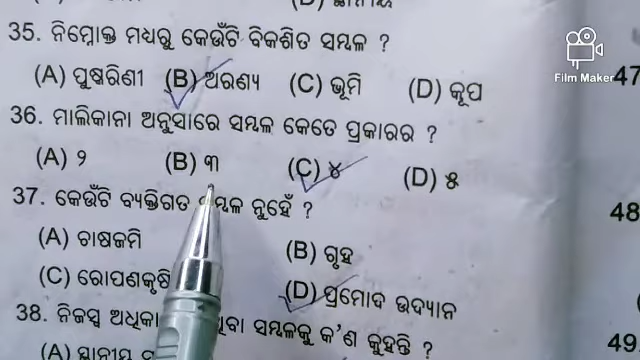 35. ନିମ୍ନୋକ୍ତ ମଧ୍ୟରୁ କେଉଁଟି ବିକଶିତ ସମ୍ବଳ ?
(A) ପୁଷ୍କରିଣୀ (B) ଅରଣ୍ୟ (C) ଭୂମି (D) କୂପ
36. ମାଲିକାନା ଅନୁସାରେ ସମ୍ବଳ କେତେ ପ୍ରକାରର ?
(A) ୨ (B) ୩ (C) ୪ (D) ୫
37. କେଉଁଟି ବ୍ୟକ୍ତିଗତ ସମ୍ବଳ ନୁହେଁ ?
(A) ଚାଷଜମି (B) ଗୃହ
(C) ରୋପଣକୃଷି (D) ପ୍ରମୋଦ ଉଦ୍ୟାନ
38. ନିଜସ୍ୱ ସମ୍ବଳକୁ କ'ଣ କୁହନ୍ତି ?
(A) ସ୍ଥାନୀୟ
Film Maker
47
48
49